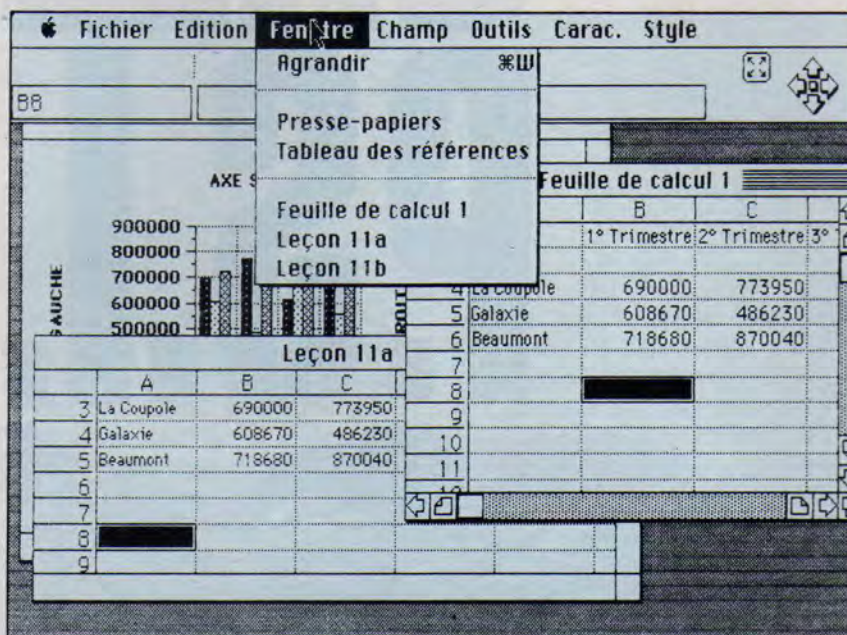 Fichier Edition Fenêtre Champ Outils Carac. Style
Agrandir ⌘W
B8
Presse-papiers
Tableau des références
Feuille de calcul 1
Leçon 11a
Leçon 11b
AXE
900000
800000
700000
600000
500000
GAUCHE
Feuille de calcul 1
B C
1° Trimestre 2° Trimestre 3°
4 La Coupole 690000 773950
5 Galaxie 608670 486230
6 Beaumont 718680 870040
7
8
9
10
11
Leçon 11a
A B C
3 La Coupole 690000 773950
4 Galaxie 608670 486230
5 Beaumont 718680 870040
6
7
8
9